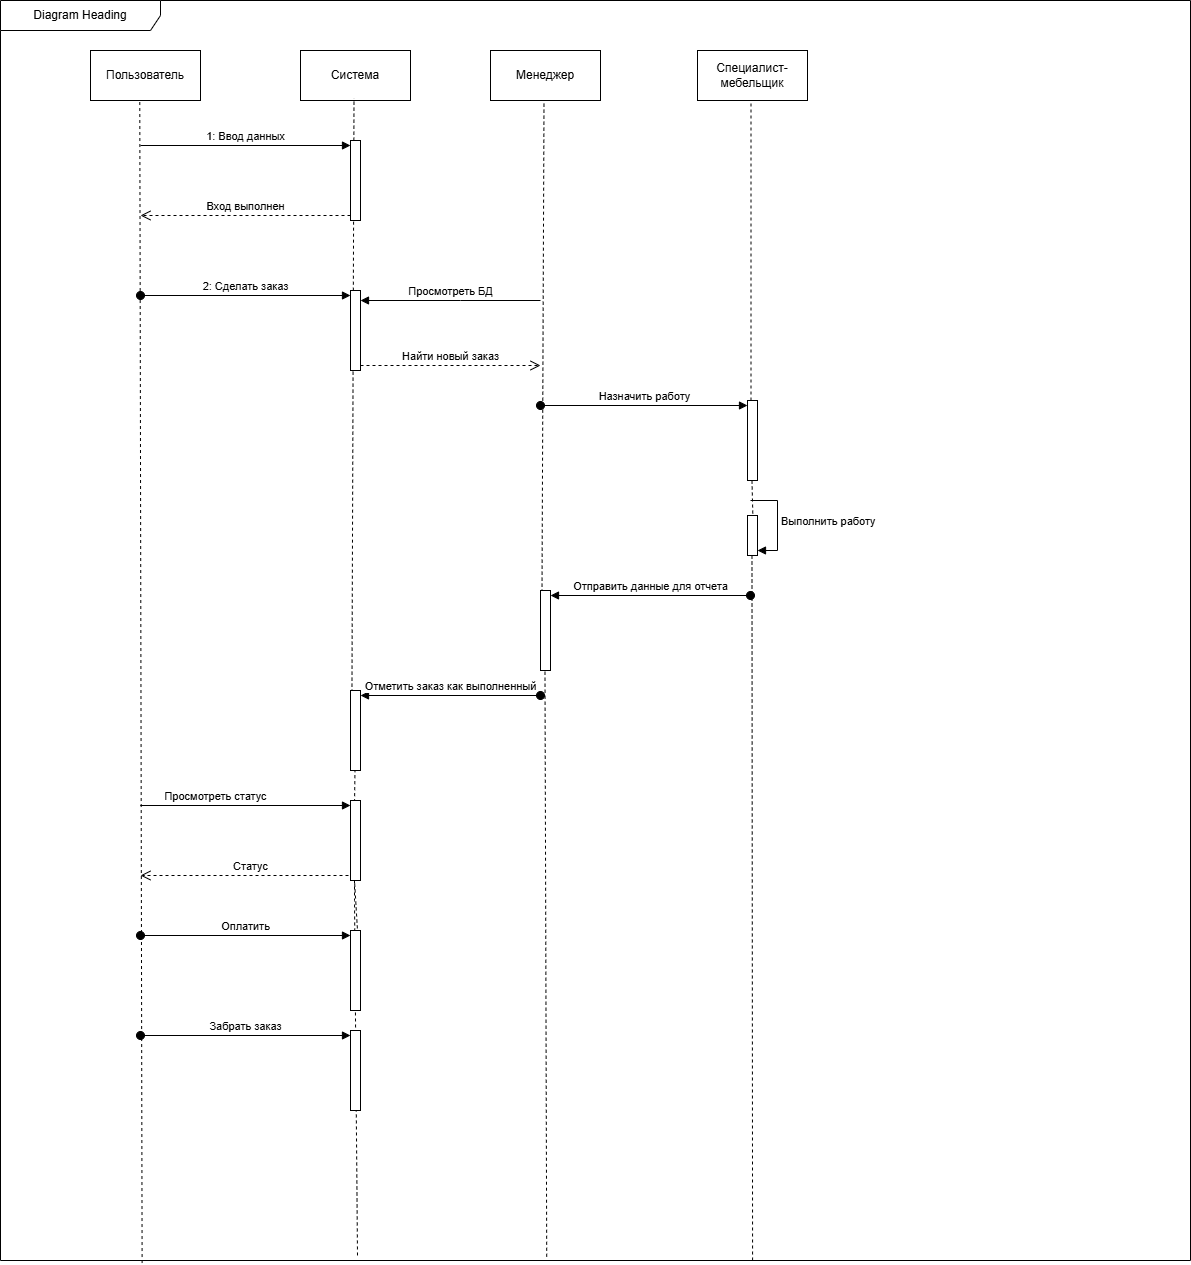 Diagram Heading
Пользователь
Система
Менеджер
Специалист-
мебельщик
1: Ввод данных
Вход выполнен
2: Сделать заказ
Просмотреть БД
Найти новый заказ
Назначить работу
Выполнить работу
Отправить данные для отчета
Отметить заказ как выполненный
Просмотреть статус
Статус
Оплатить
Забрать заказ